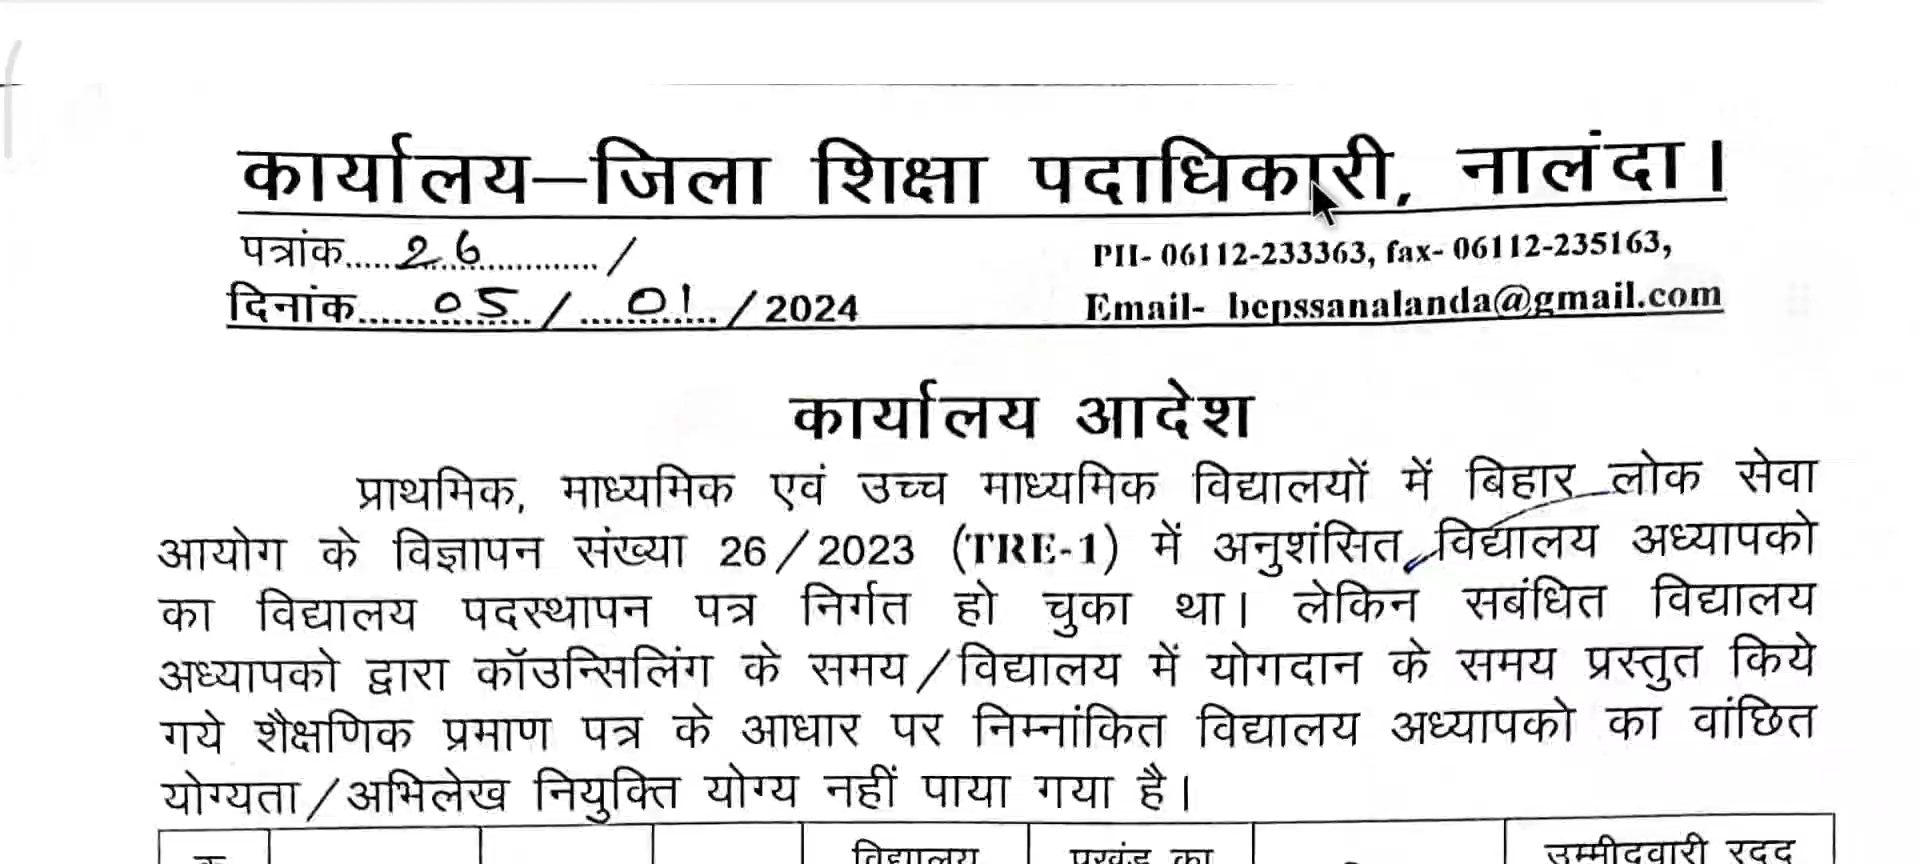 कार्यालय–जिला शिक्षा पदाधिकारी, नालंदा।
पत्रांक.....26............../
दिनांक......05....../....01..../2024
PH- 06112-233363, fax- 06112-235163,
Email- bepssanalanda@gmail.com
कार्यालय आदेश
प्राथमिक, माध्यमिक एवं उच्च माध्यमिक विद्यालयों में बिहार लोक सेवा
आयोग के विज्ञापन संख्या 26/2023 (TRE-1) में अनुशंसित विद्यालय अध्यापको
का विद्यालय पदस्थापन पत्र निर्गत हो चुका था। लेकिन सबंधित विद्यालय
अध्यापको द्वारा कॉउन्सिलिंग के समय/विद्यालय में योगदान के समय प्रस्तुत किये
गये शैक्षणिक प्रमाण पत्र के आधार पर निम्नांकित विद्यालय अध्यापको का वांछित
योग्यता/अभिलेख नियुक्ति योग्य नहीं पाया गया है।
विद्यालय प्रखंड का उम्मीदवारी रद्द